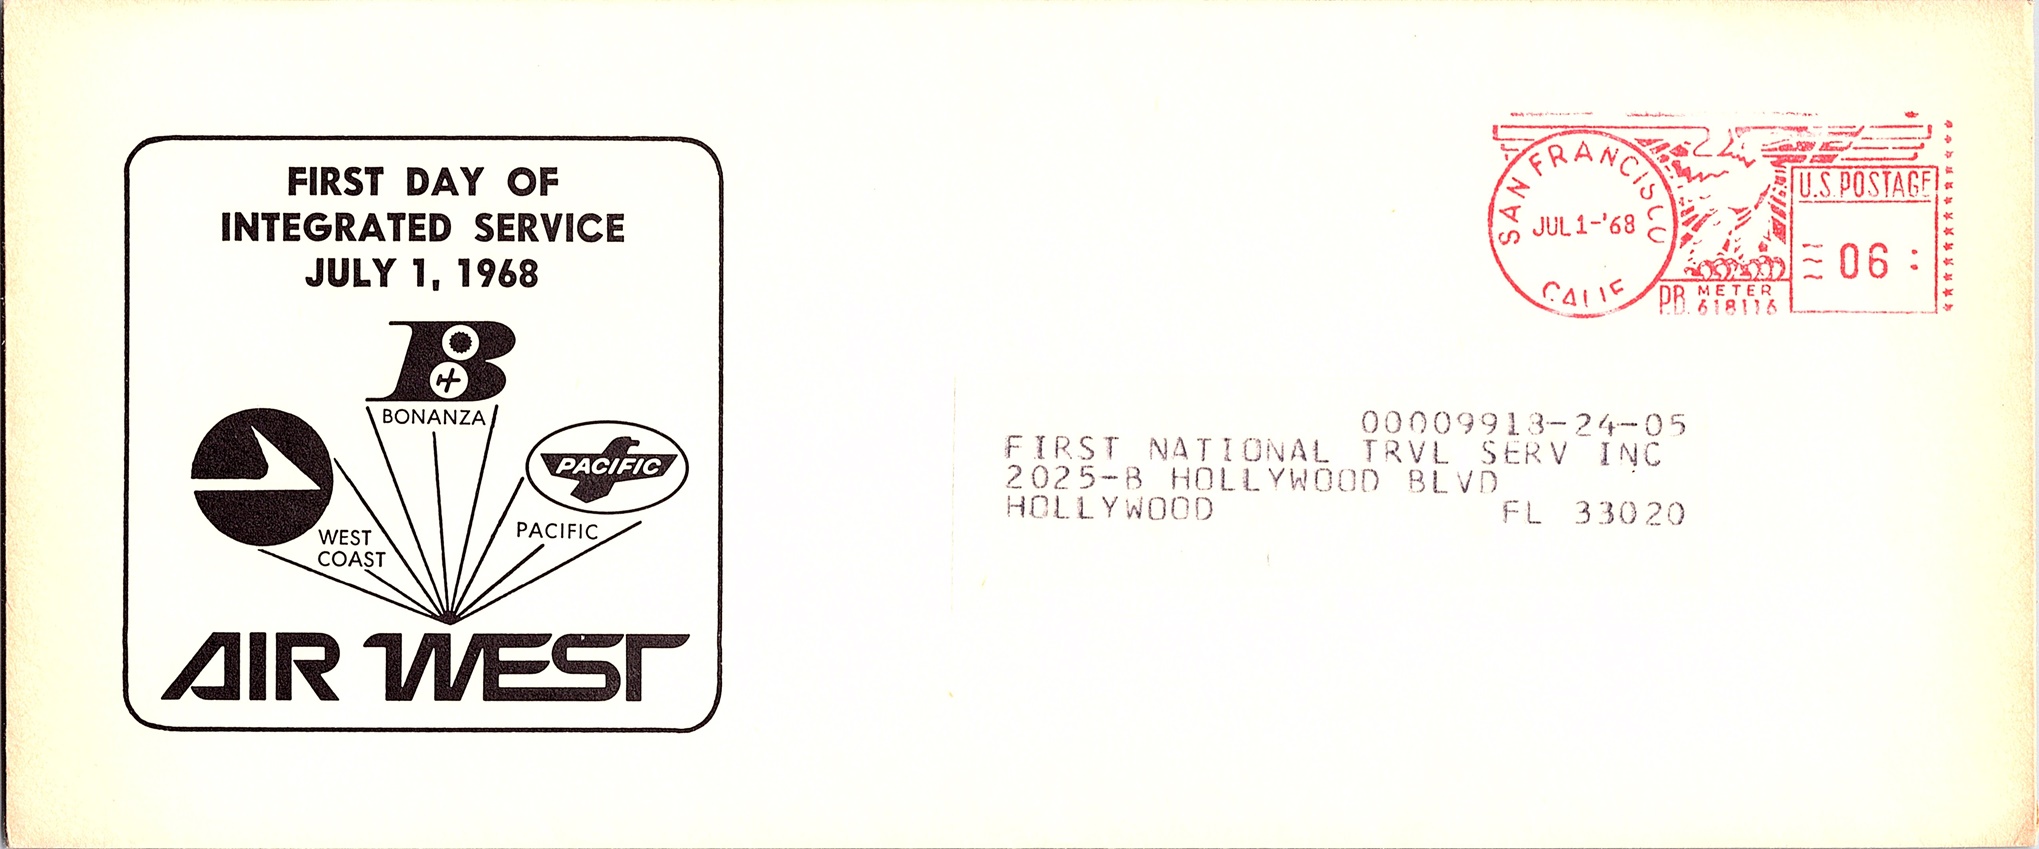 FIRST DAY OF
INTEGRATED SERVICE
JULY 1, 1968
B
BONANZA
PACIFIC
WEST
COAST
PACIFIC
AIR WEST
SAN FRANCISCO
JUL 1-'68
CALIF
P.B. METER
618116
U.S. POSTAGE
06
00009913-24-05
FIRST NATIONAL TRVL SERV INC
2025-B HOLLYWOOD BLVD
HOLLYWOOD FL 33020